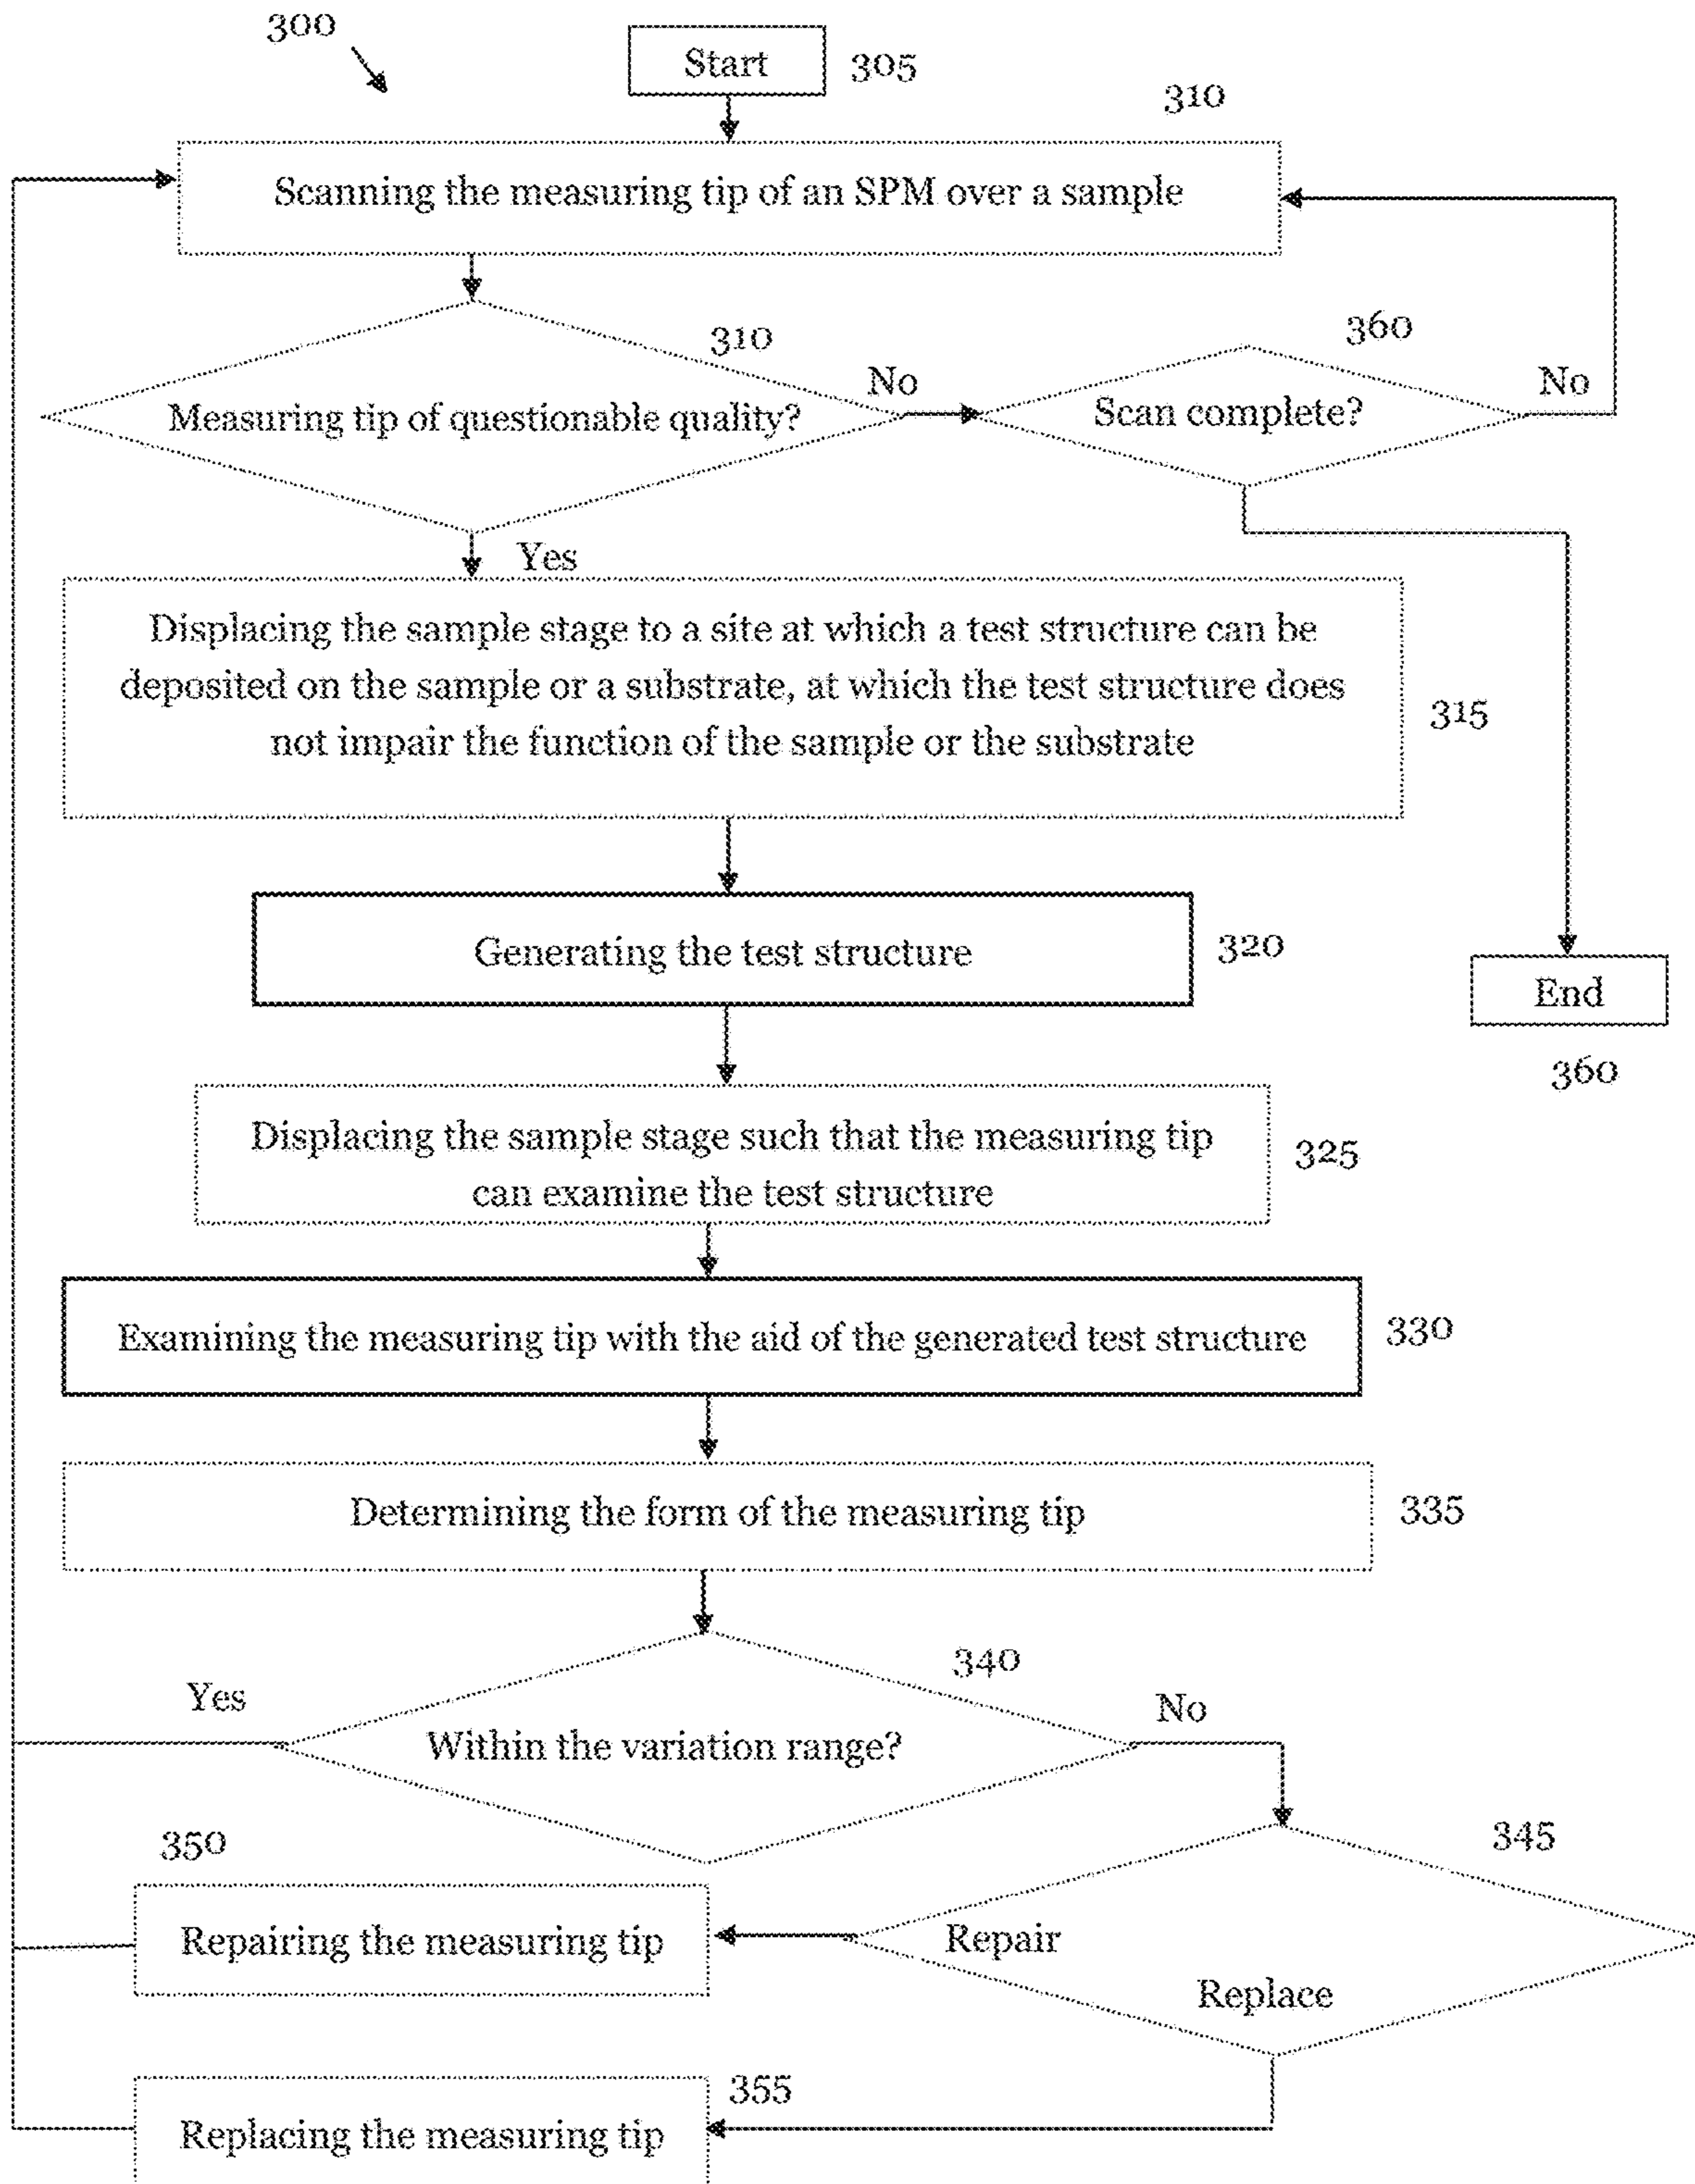 300
Start
305
310
Scanning the measuring tip of an SPM over a sample
310
360
No
No
Measuring tip of questionable quality?
Scan complete?
Yes
Displacing the sample stage to a site at which a test structure can be
deposited on the sample or a substrate, at which the test structure does
not impair the function of the sample or the substrate
315
Generating the test structure
320
End
360
Displacing the sample stage such that the measuring tip
can examine the test structure
325
Examining the measuring tip with the aid of the generated test structure
330
Determining the form of the measuring tip
335
340
Yes
No
Within the variation range?
350
345
Repairing the measuring tip
Repair
Replace
355
Replacing the measuring tip